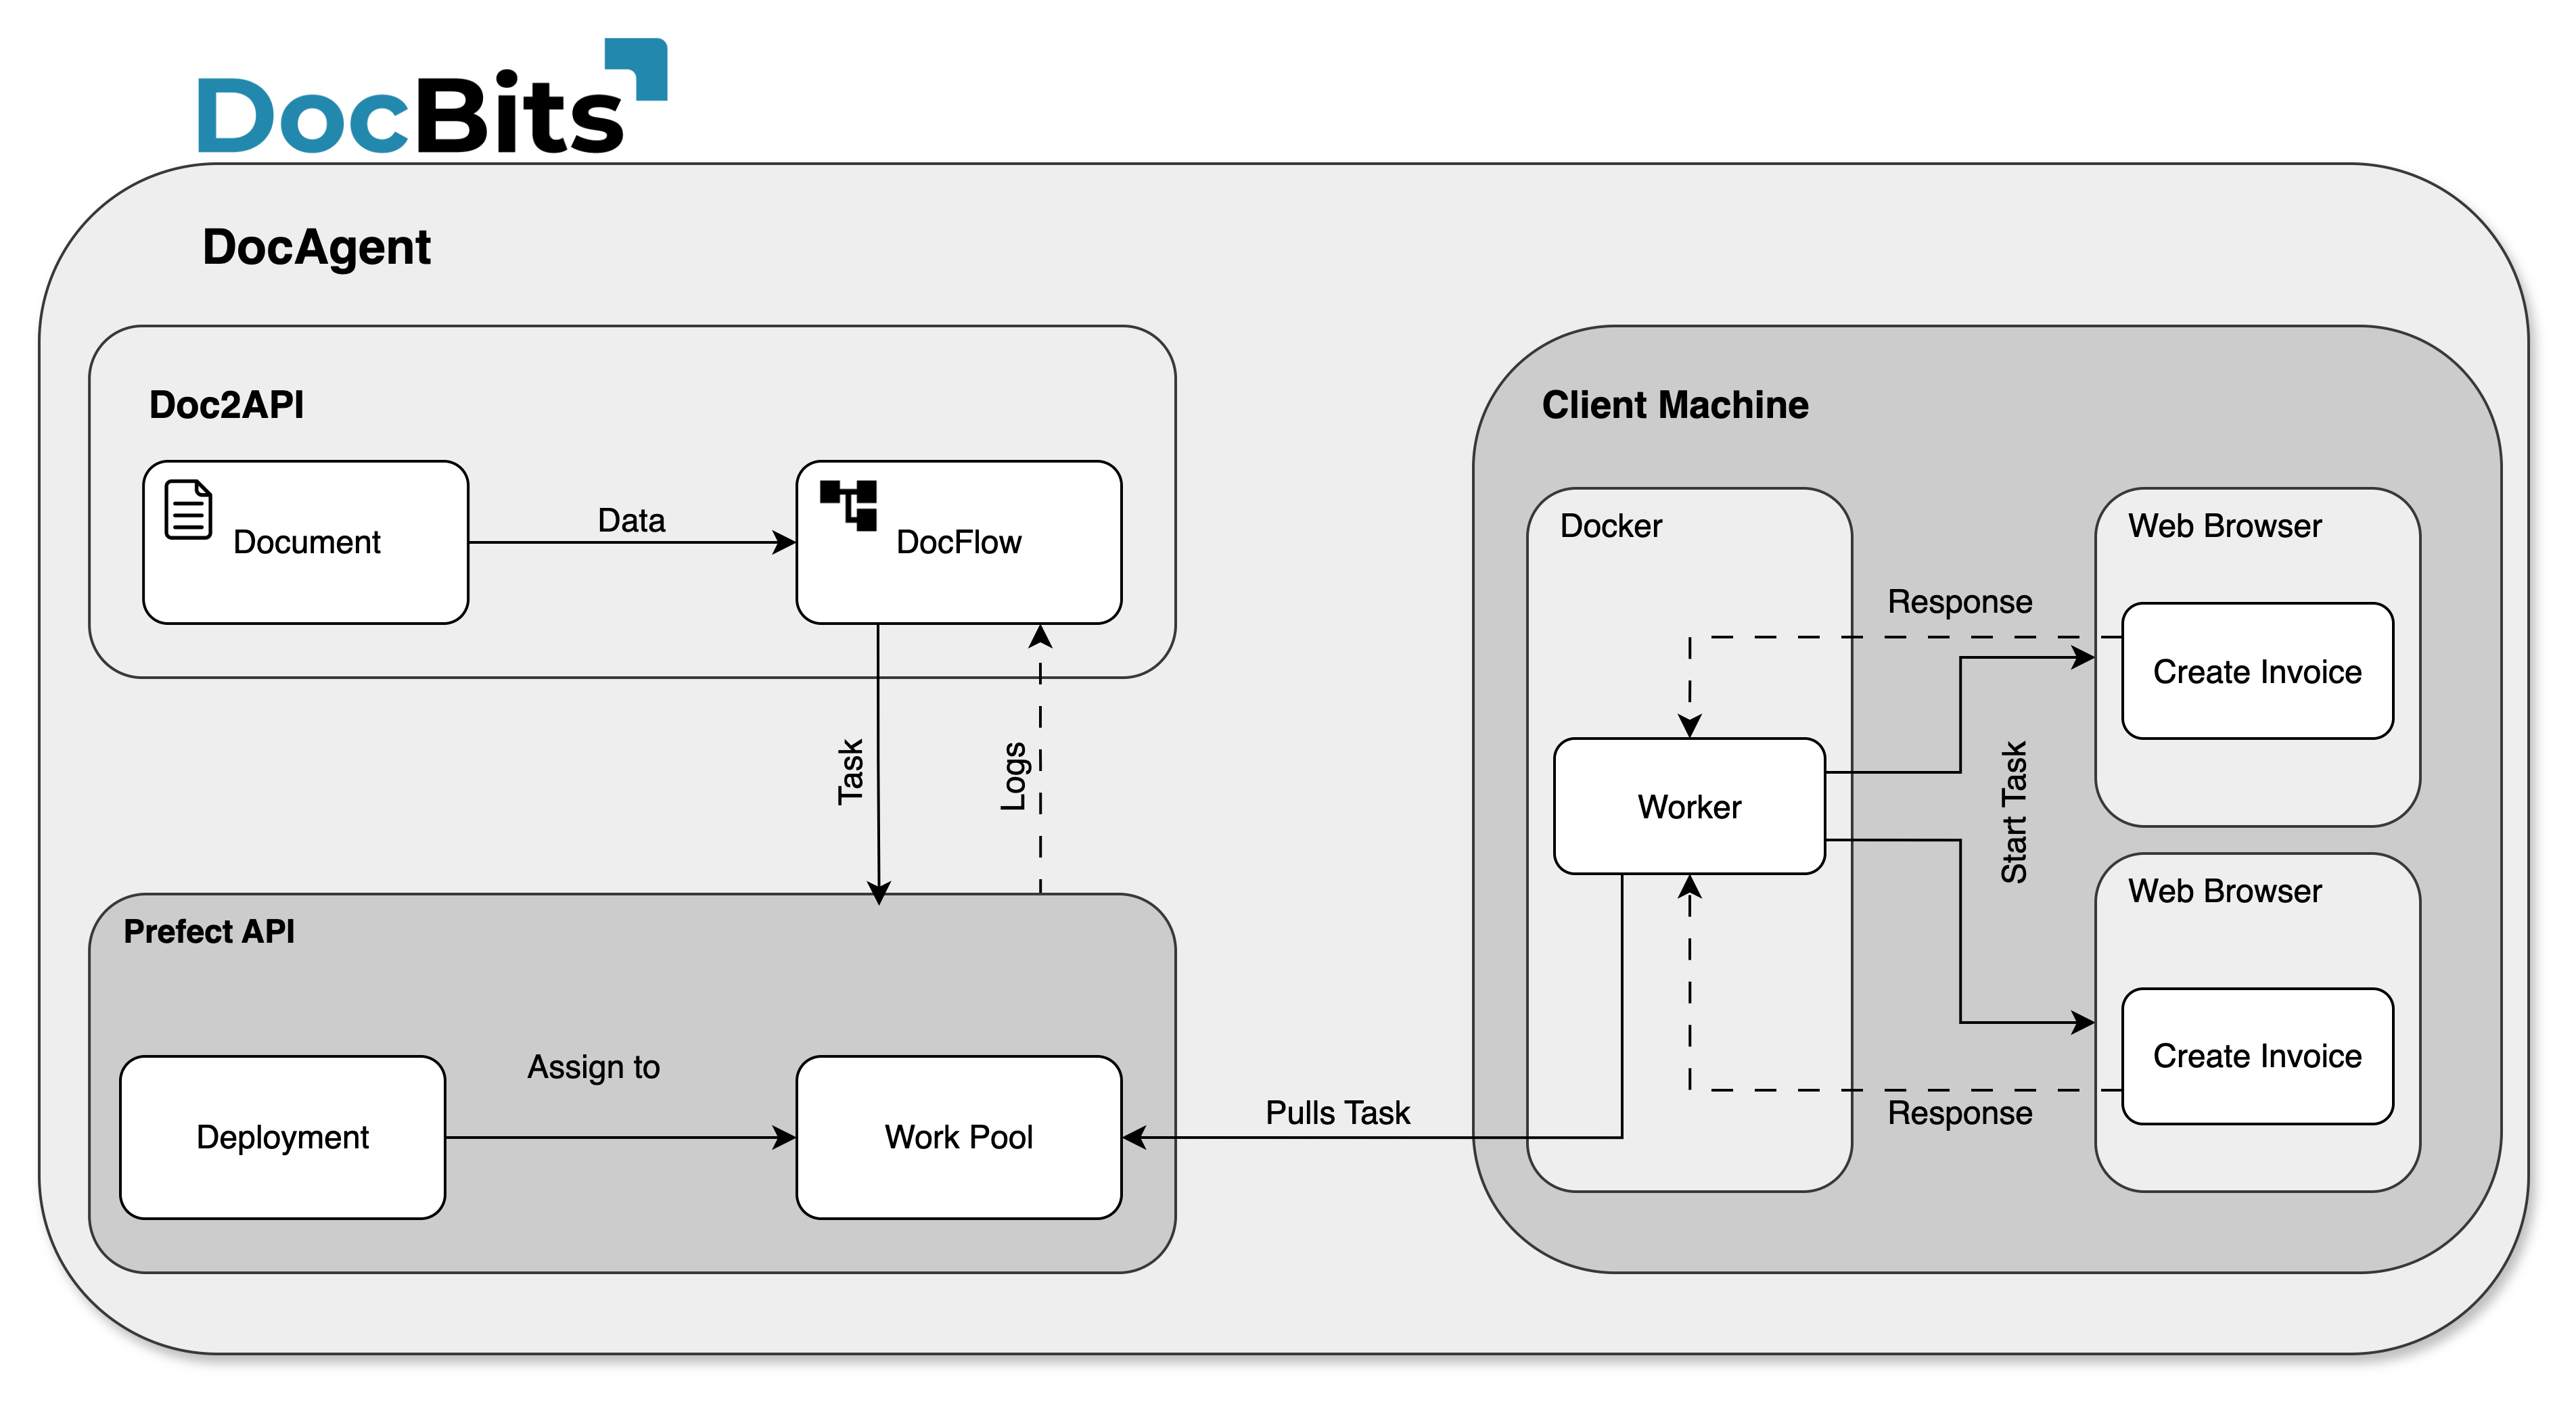 DocBits
DocAgent
Doc2API
Document
Data
DocFlow
Task
Logs
Prefect API
Deployment
Assign to
Work Pool
Pulls Task
Client Machine
Docker
Worker
Response
Start Task
Response
Web Browser
Create Invoice
Web Browser
Create Invoice